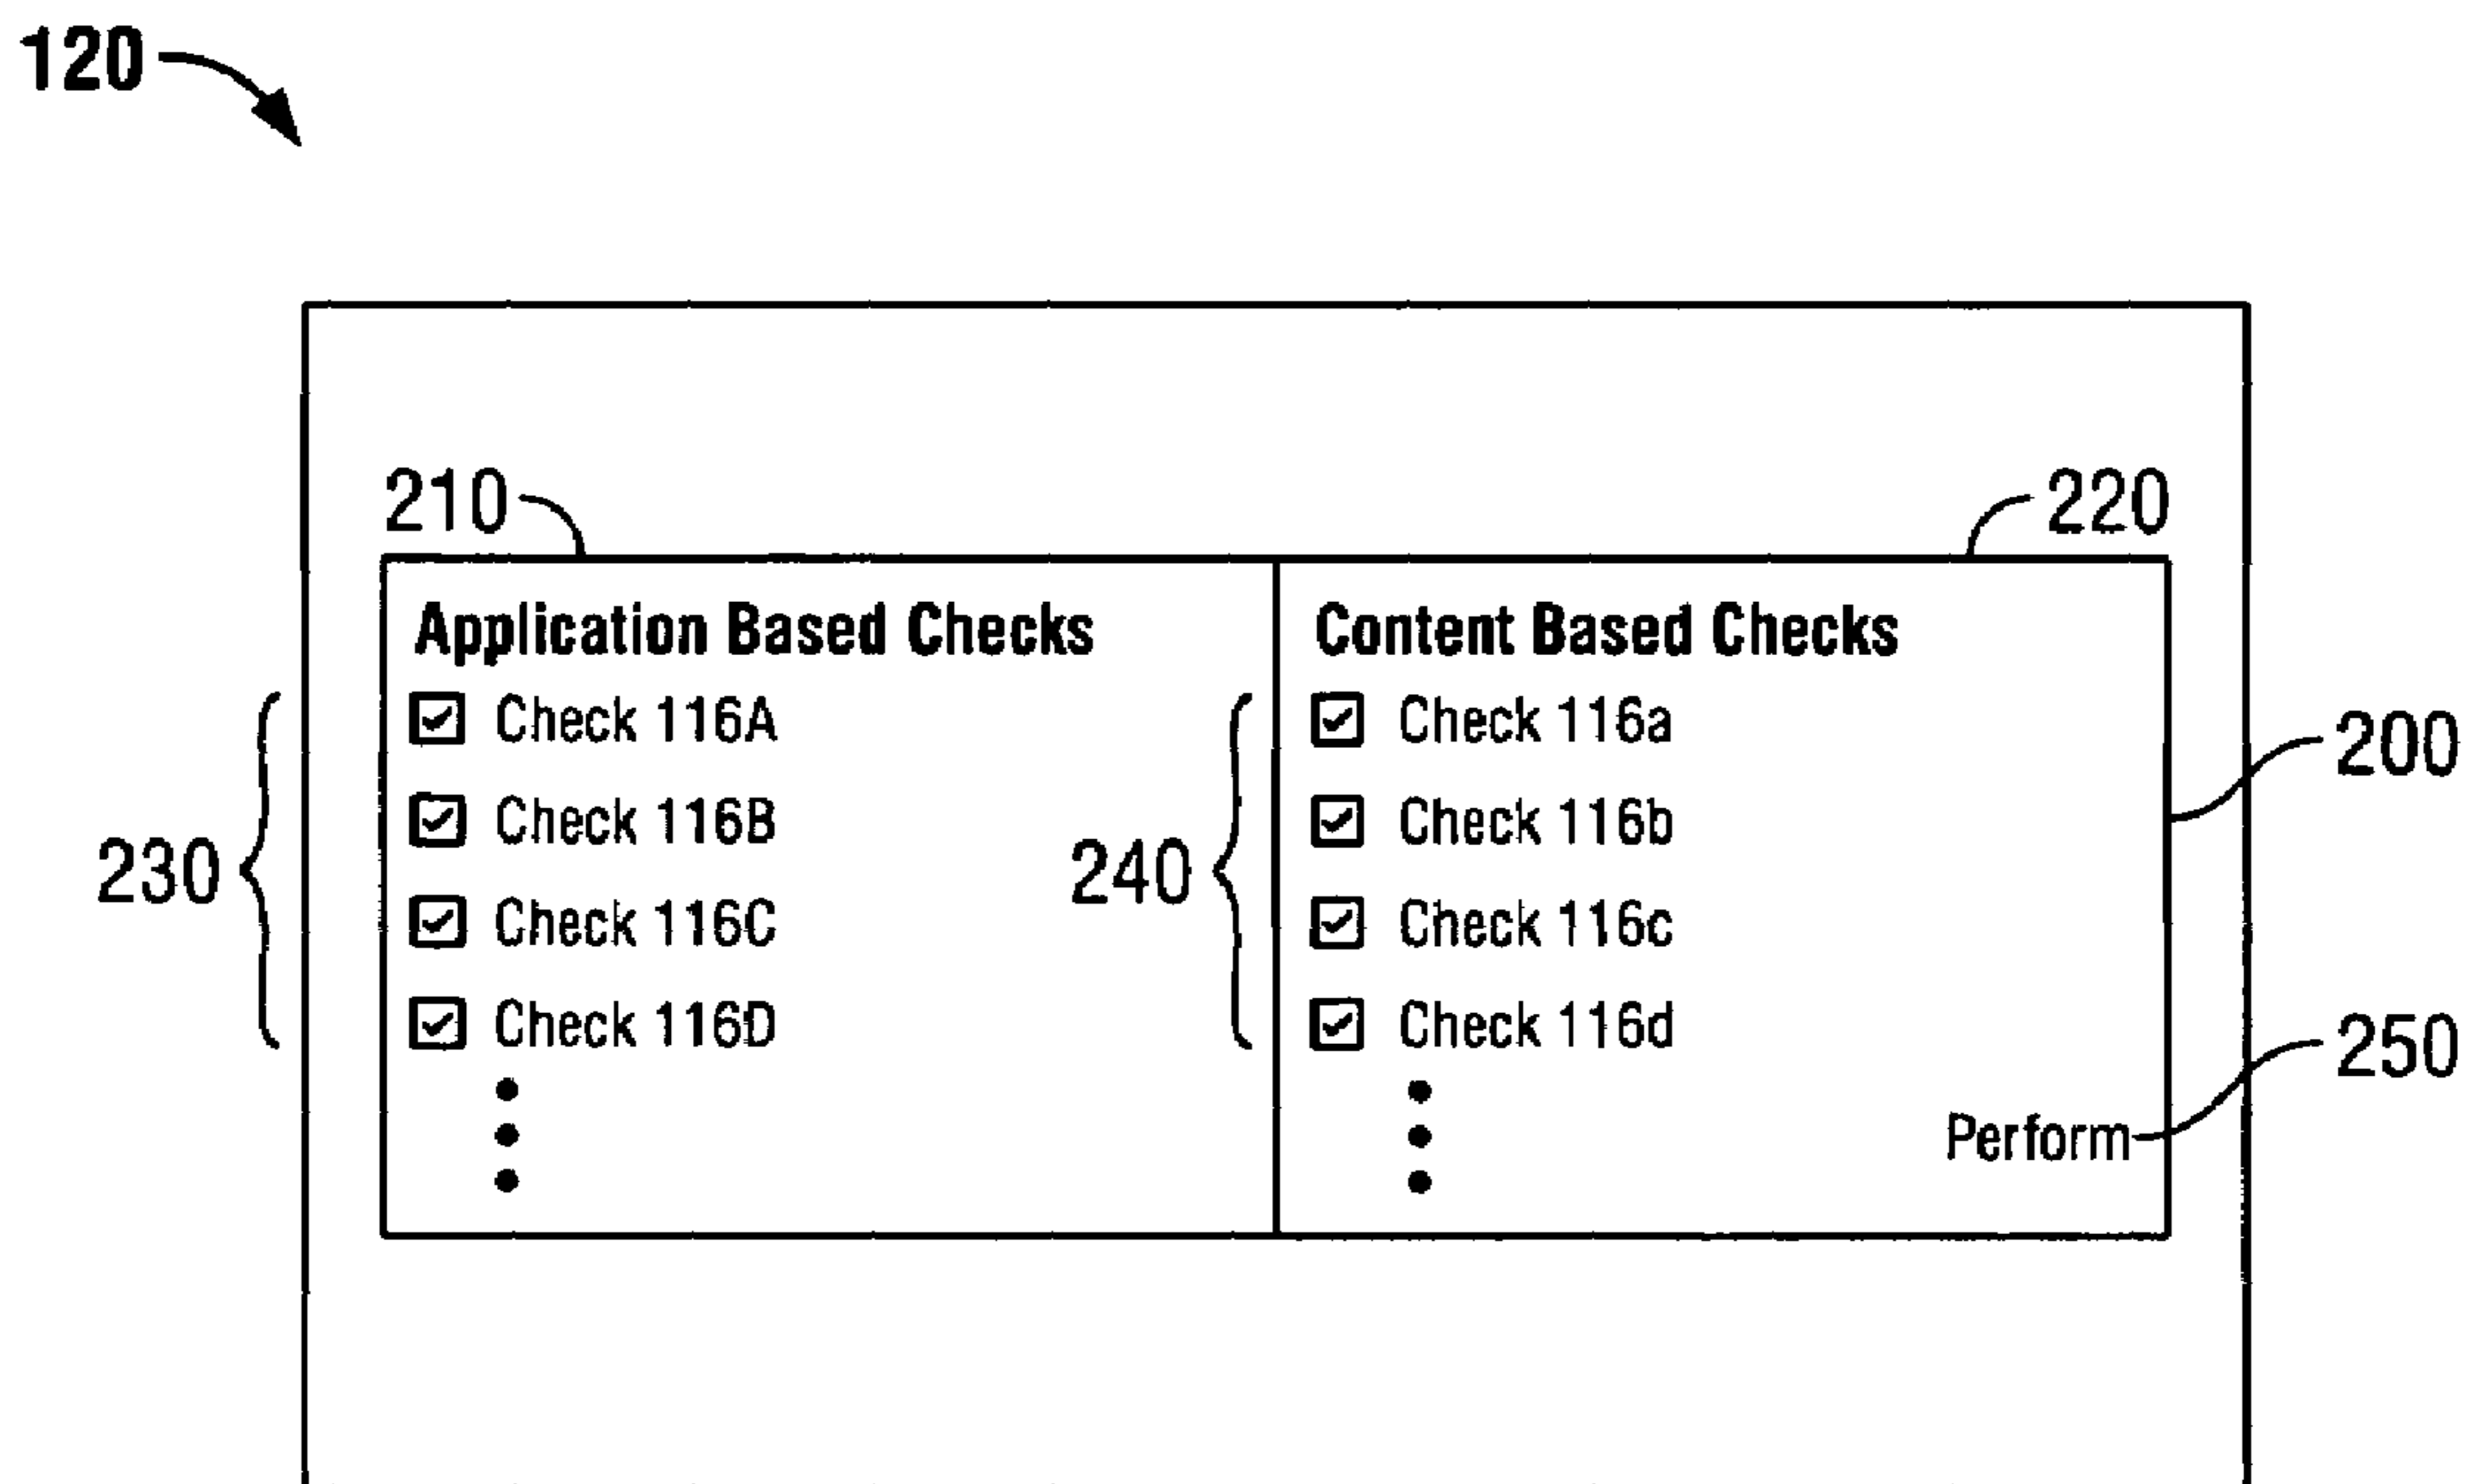 120
210
220
Application Based Checks
Content Based Checks
Check 116A
Check 116a
200
Check 116B
Check 116b
230
240
Check 116C
Check 116c
Check 116D
Check 116d
250
Perform